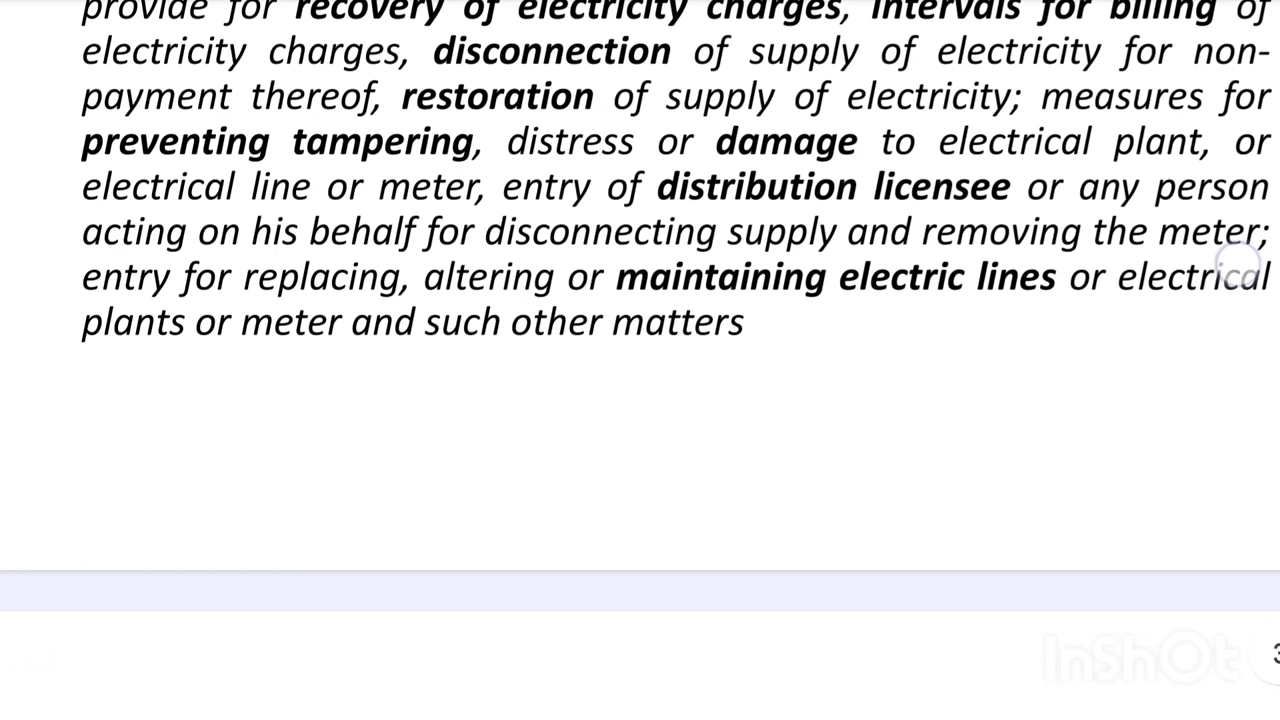 provide for recovery of electricity charges, intervals for billing of
electricity charges, disconnection of supply of electricity for non-
payment thereof, restoration of supply of electricity; measures for
preventing tampering, distress or damage to electrical plant, or
electrical line or meter, entry of distribution licensee or any person
acting on his behalf for disconnecting supply and removing the meter;
entry for replacing, altering or maintaining electric lines or electrical
plants or meter and such other matters
InShOt
3